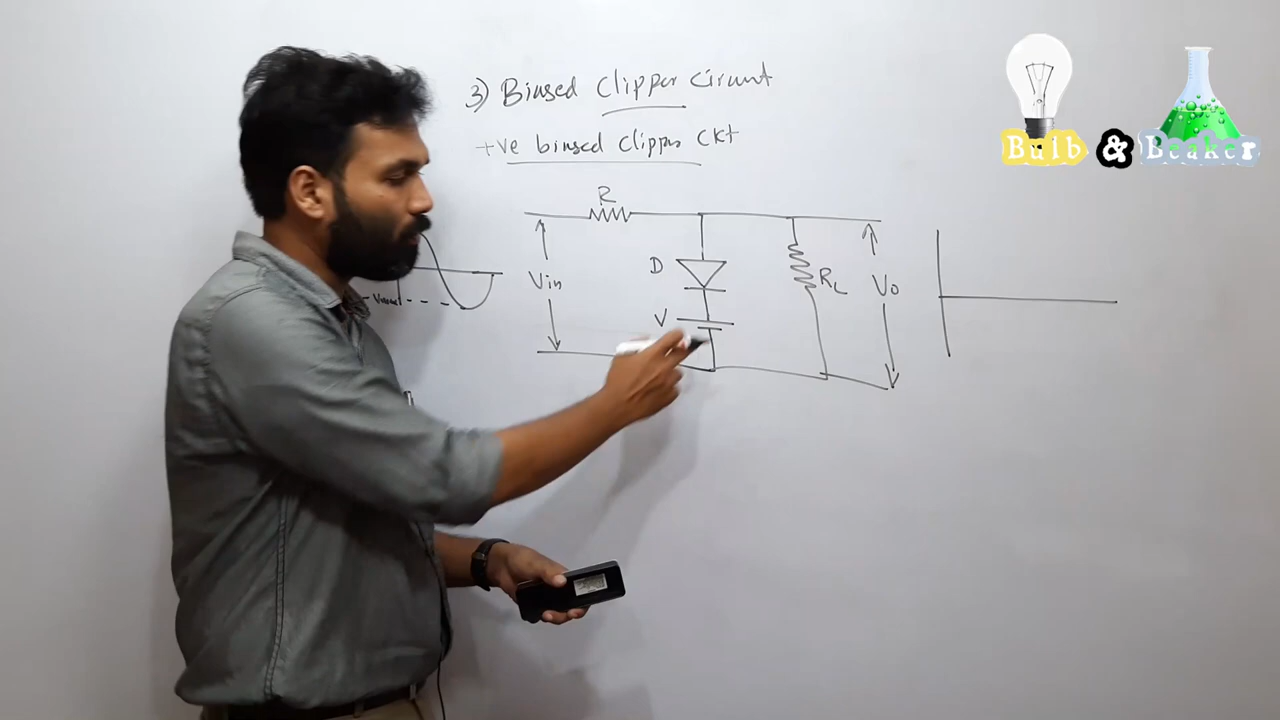 3) Biased Clipper Circuit
+ve biased clipper ckt
R
D
Vin
RL
Vo
V
Bulb & Beaker